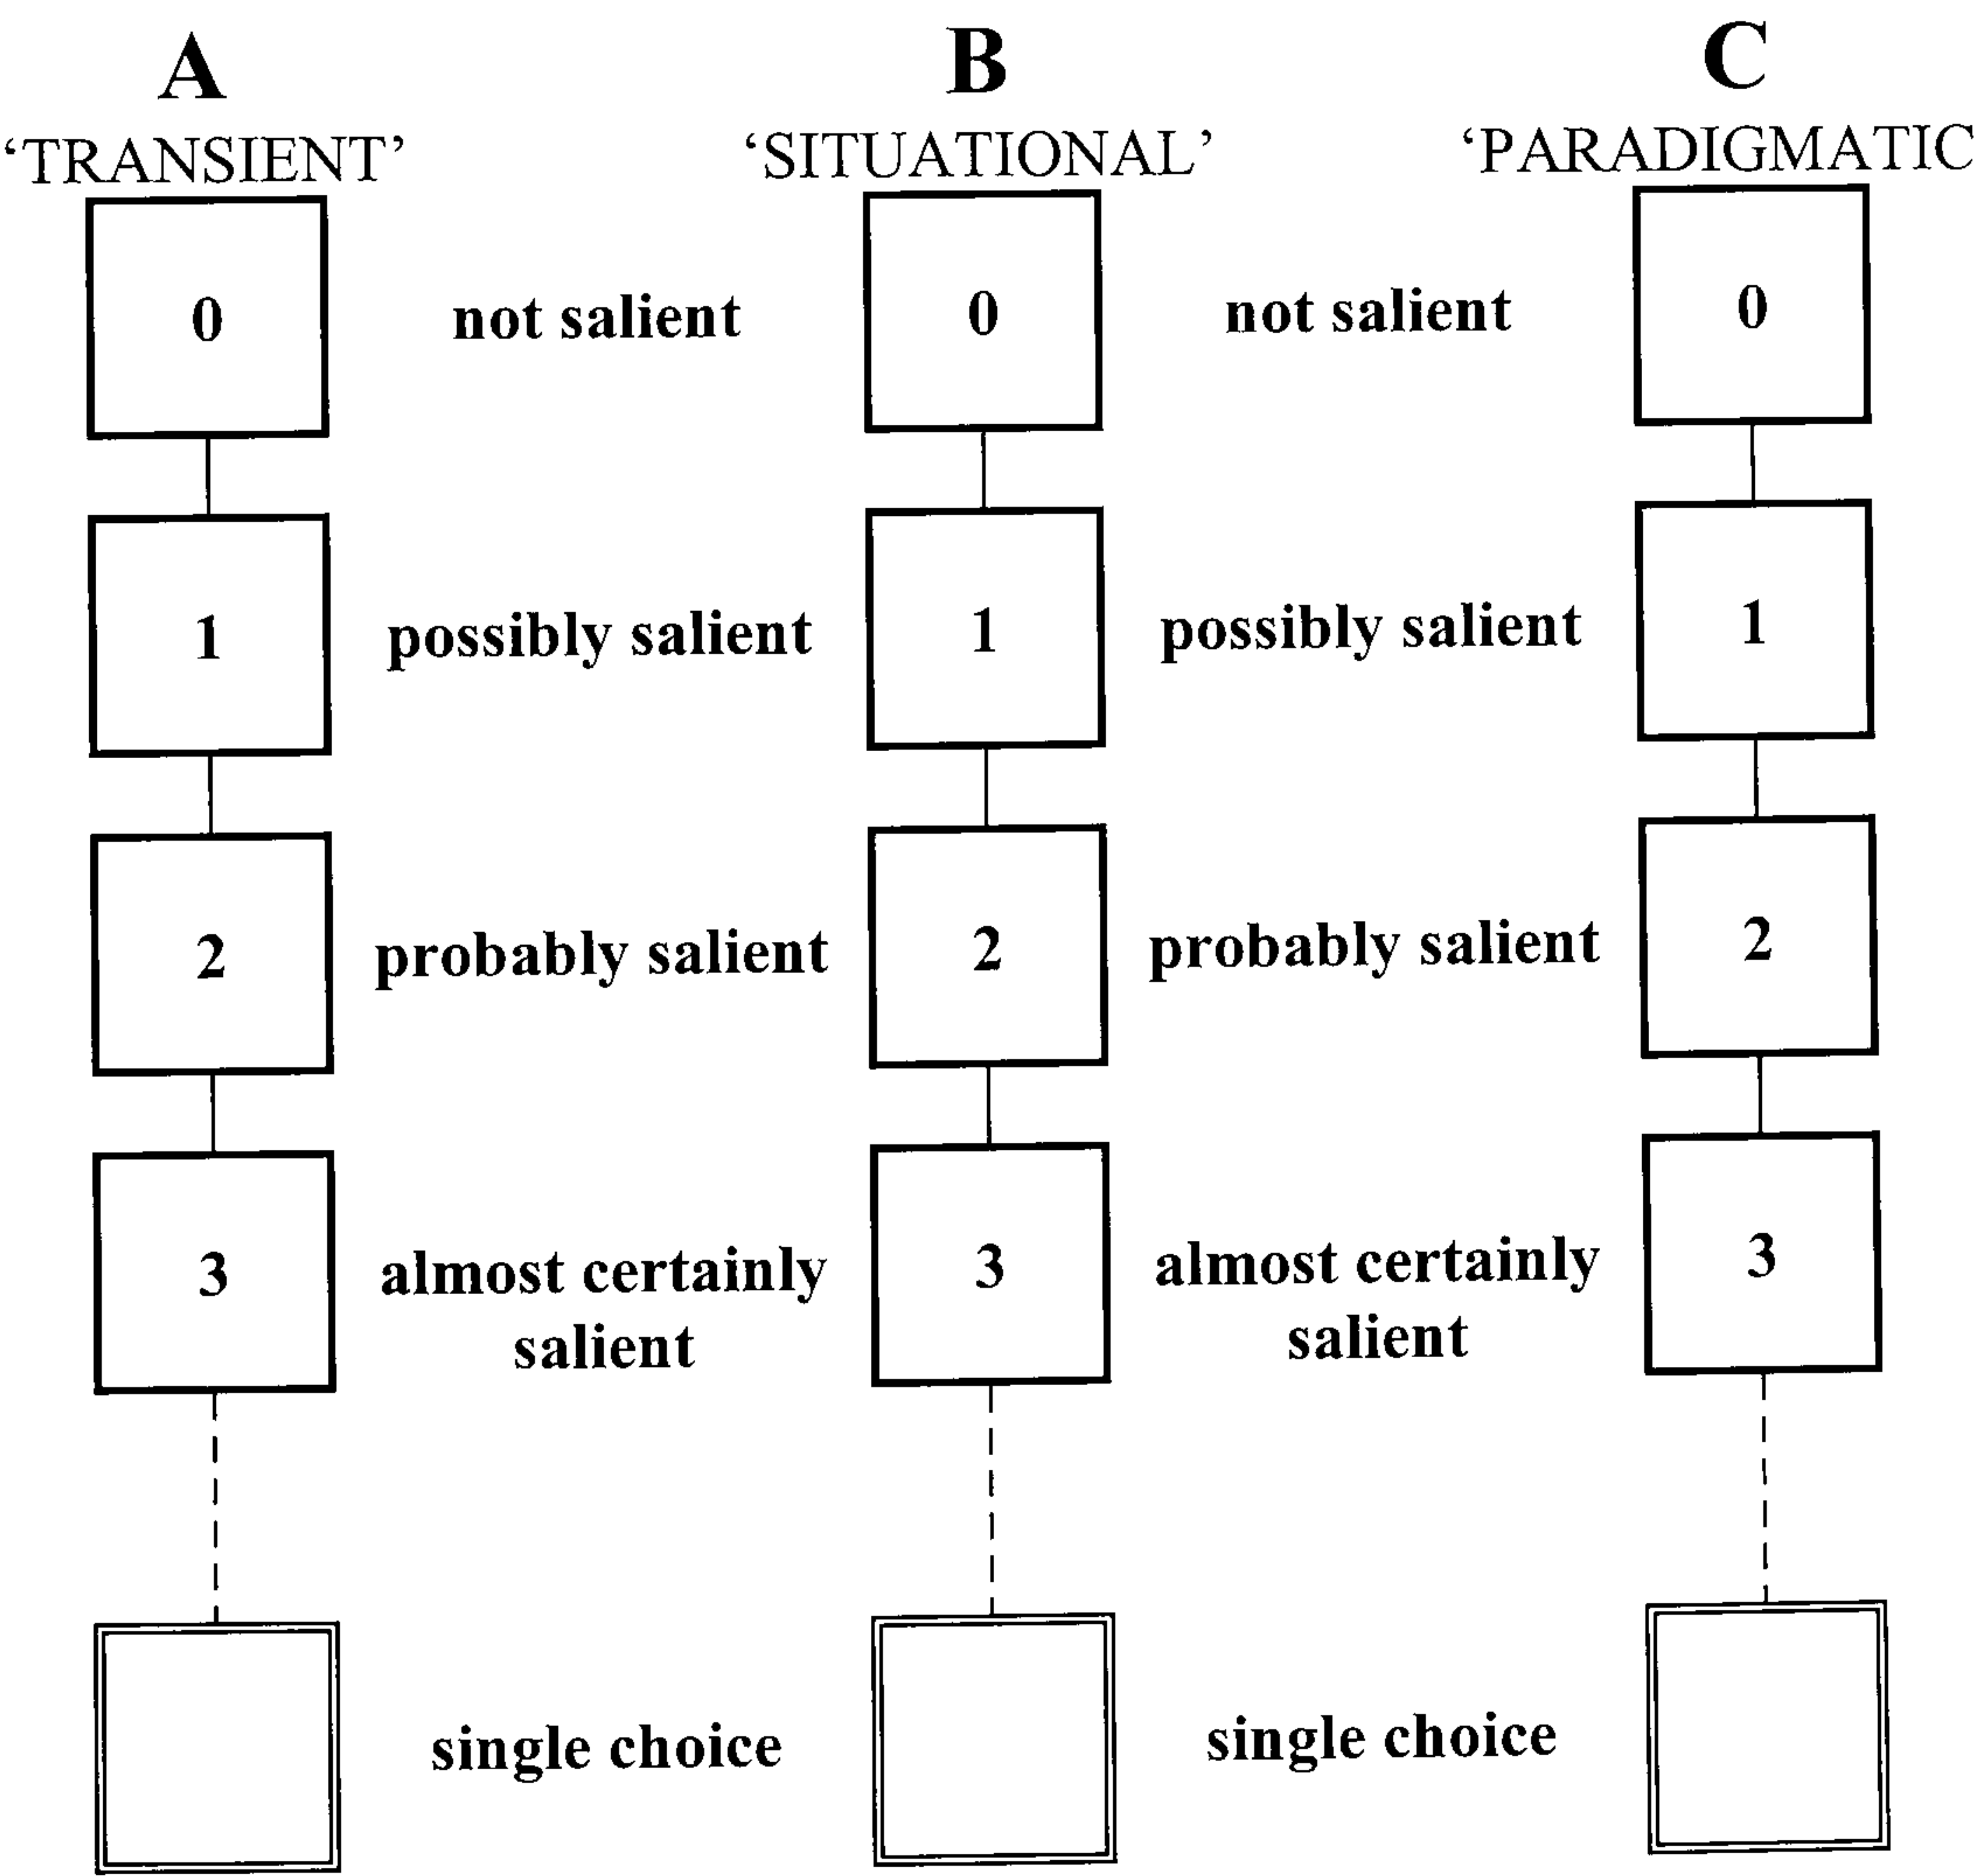 A B C
‘TRANSIENT’ ‘SITUATIONAL’ ‘PARADIGMATIC
0 not salient 0 not salient 0
1 possibly salient 1 possibly salient 1
2 probably salient 2 probably salient 2
3 almost certainly 3 almost certainly 3
salient salient
single choice single choice